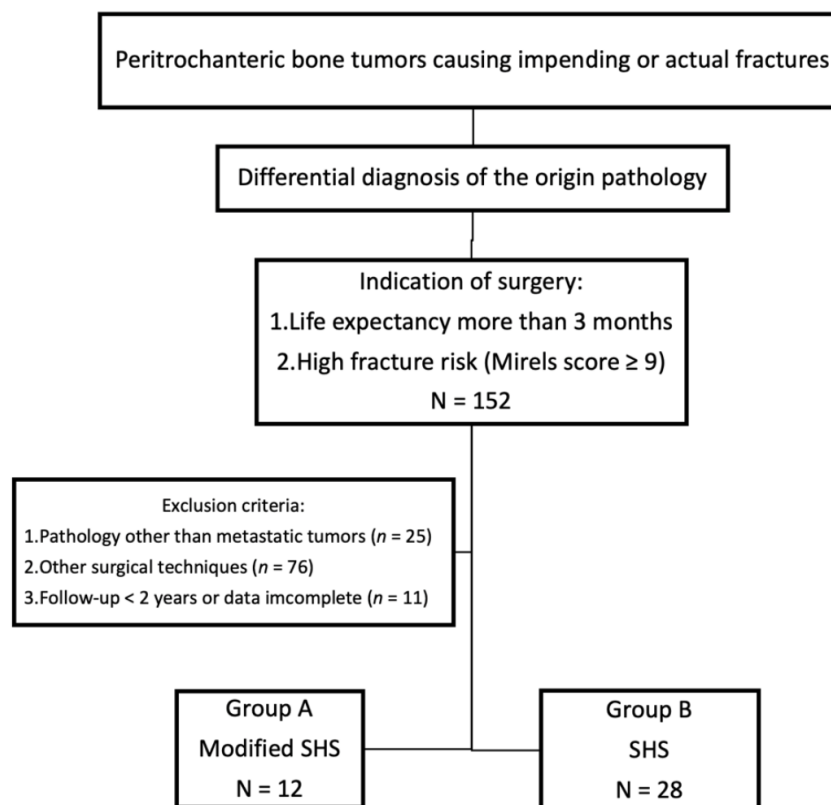 Peritrochanteric bone tumors causing impending or actual fractures
Differential diagnosis of the origin pathology
Indication of surgery:
1.Life expectancy more than 3 months
2.High fracture risk (Mirels score ≥ 9)
N = 152
Exclusion criteria:
1.Pathology other than metastatic tumors (n = 25)
2.Other surgical techniques (n = 76)
3.Follow-up < 2 years or data imcomplete (n = 11)
Group A
Modified SHS
N = 12
Group B
SHS
N = 28